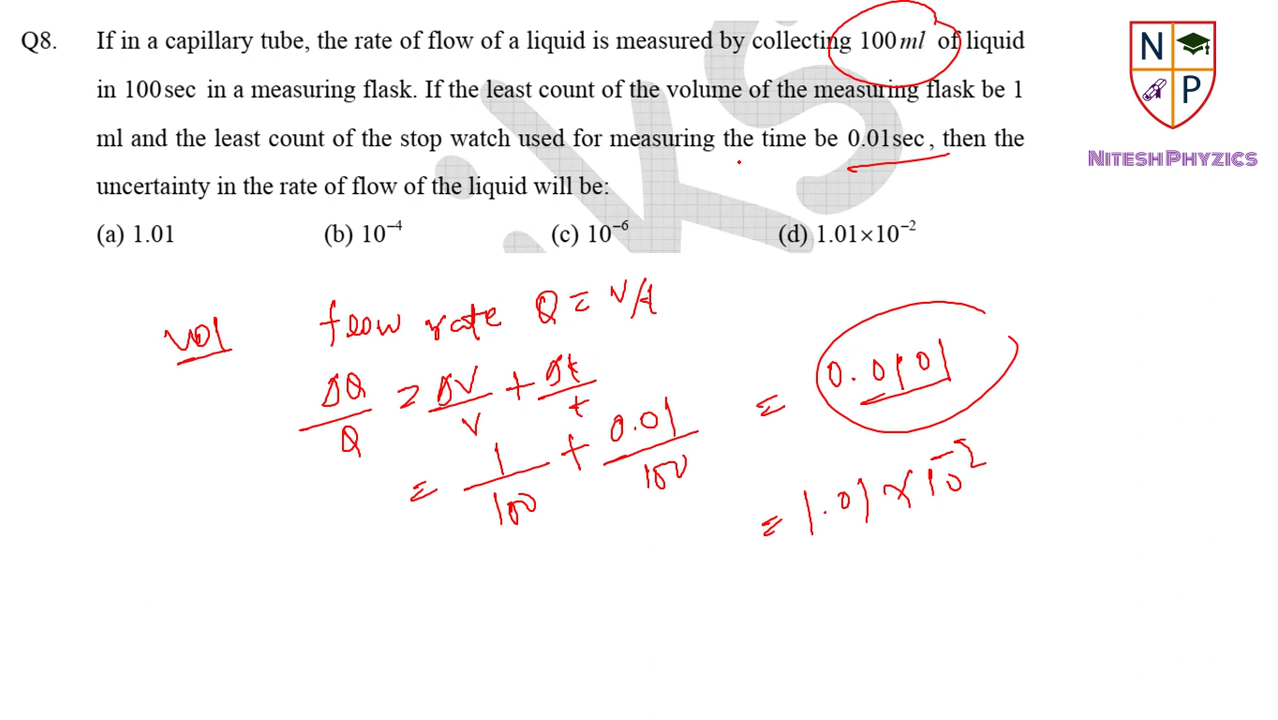 Q8. If in a capillary tube, the rate of flow of a liquid is measured by collecting 100 ml of liquid
in 100 sec in a measuring flask. If the least count of the volume of the measuring flask be 1
ml and the least count of the stop watch used for measuring the time be 0.01 sec, then the
uncertainty in the rate of flow of the liquid will be:
(a) 1.01 (b) 10⁻⁴ (c) 10⁻⁶ (d) 1.01×10⁻²
N P
NITESH PHYZICS
flow rate Q = V/t
ΔQ/Q = ΔV/V + Δt/t
= 1/100 + 0.01/100
= 0.0101
= 1.01 × 10⁻²